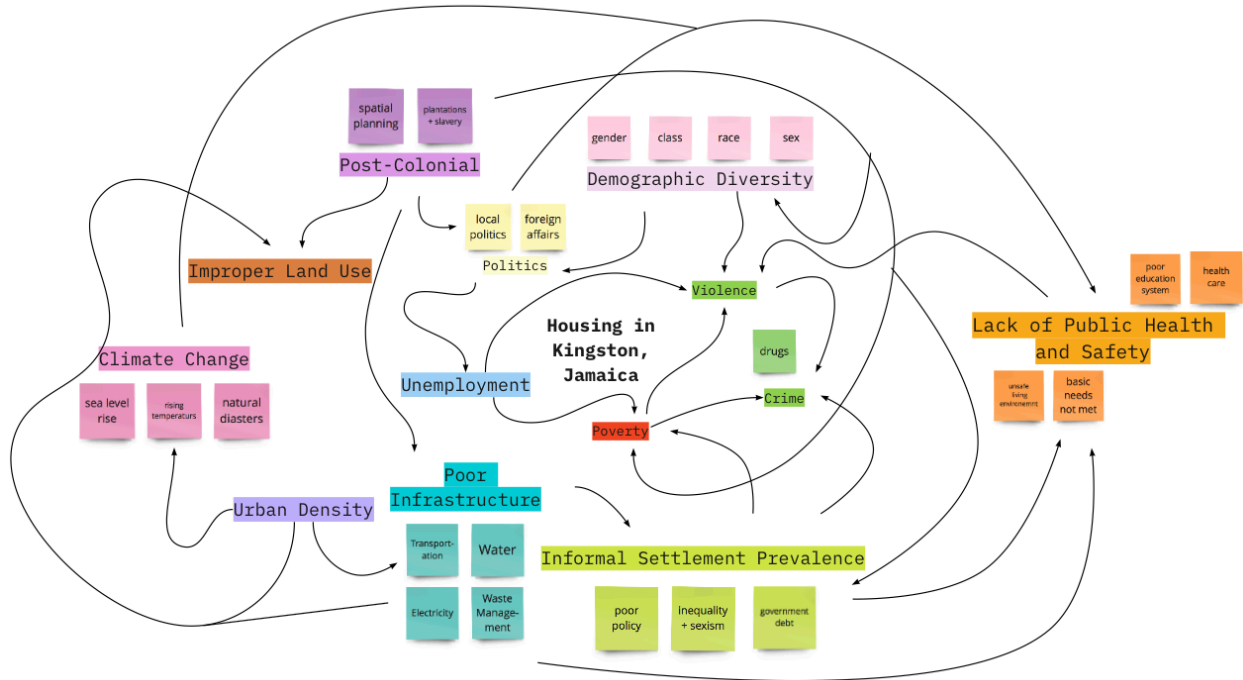 spatial
planning
plantations
+ slavery
Post-Colonial
gender
class
race
sex
Demographic Diversity
local
politics
foreign
affairs
Politics
Improper Land Use
Violence
poor
education
system
health
care
Lack of Public Health
and Safety
unsafe
living
environemnt
basic
needs
not met
Housing in
Kingston,
Jamaica
drugs
Crime
Climate Change
sea level
rise
rising
temperaturs
natural
diasters
Unemployment
Poverty
Poor
Infrastructure
Urban Density
Transport-
ation
Water
Electricity
Waste
Manage-
ment
Informal Settlement Prevalence
poor
policy
inequality
+ sexism
government
debt